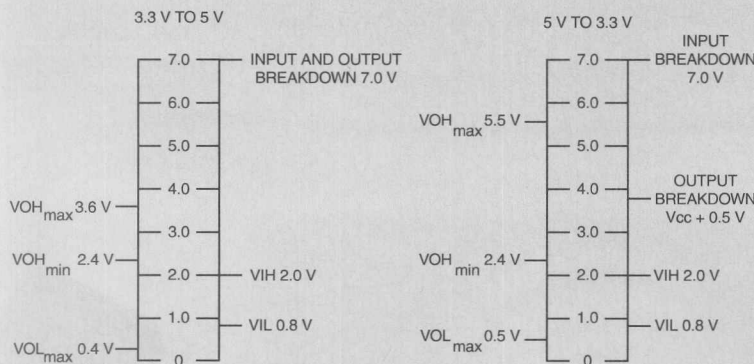 3.3 V TO 5 V
7.0
INPUT AND OUTPUT
BREAKDOWN 7.0 V
6.0
5.0
4.0
VOHmax 3.6 V
3.0
VOHmin 2.4 V
2.0
VIH 2.0 V
1.0
VIL 0.8 V
VOLmax 0.4 V
0
5 V TO 3.3 V
7.0
INPUT
BREAKDOWN
7.0 V
6.0
VOHmax 5.5 V
5.0
4.0
OUTPUT
BREAKDOWN
Vcc + 0.5 V
3.0
VOHmin 2.4 V
2.0
VIH 2.0 V
1.0
VIL 0.8 V
VOLmax 0.5 V
0